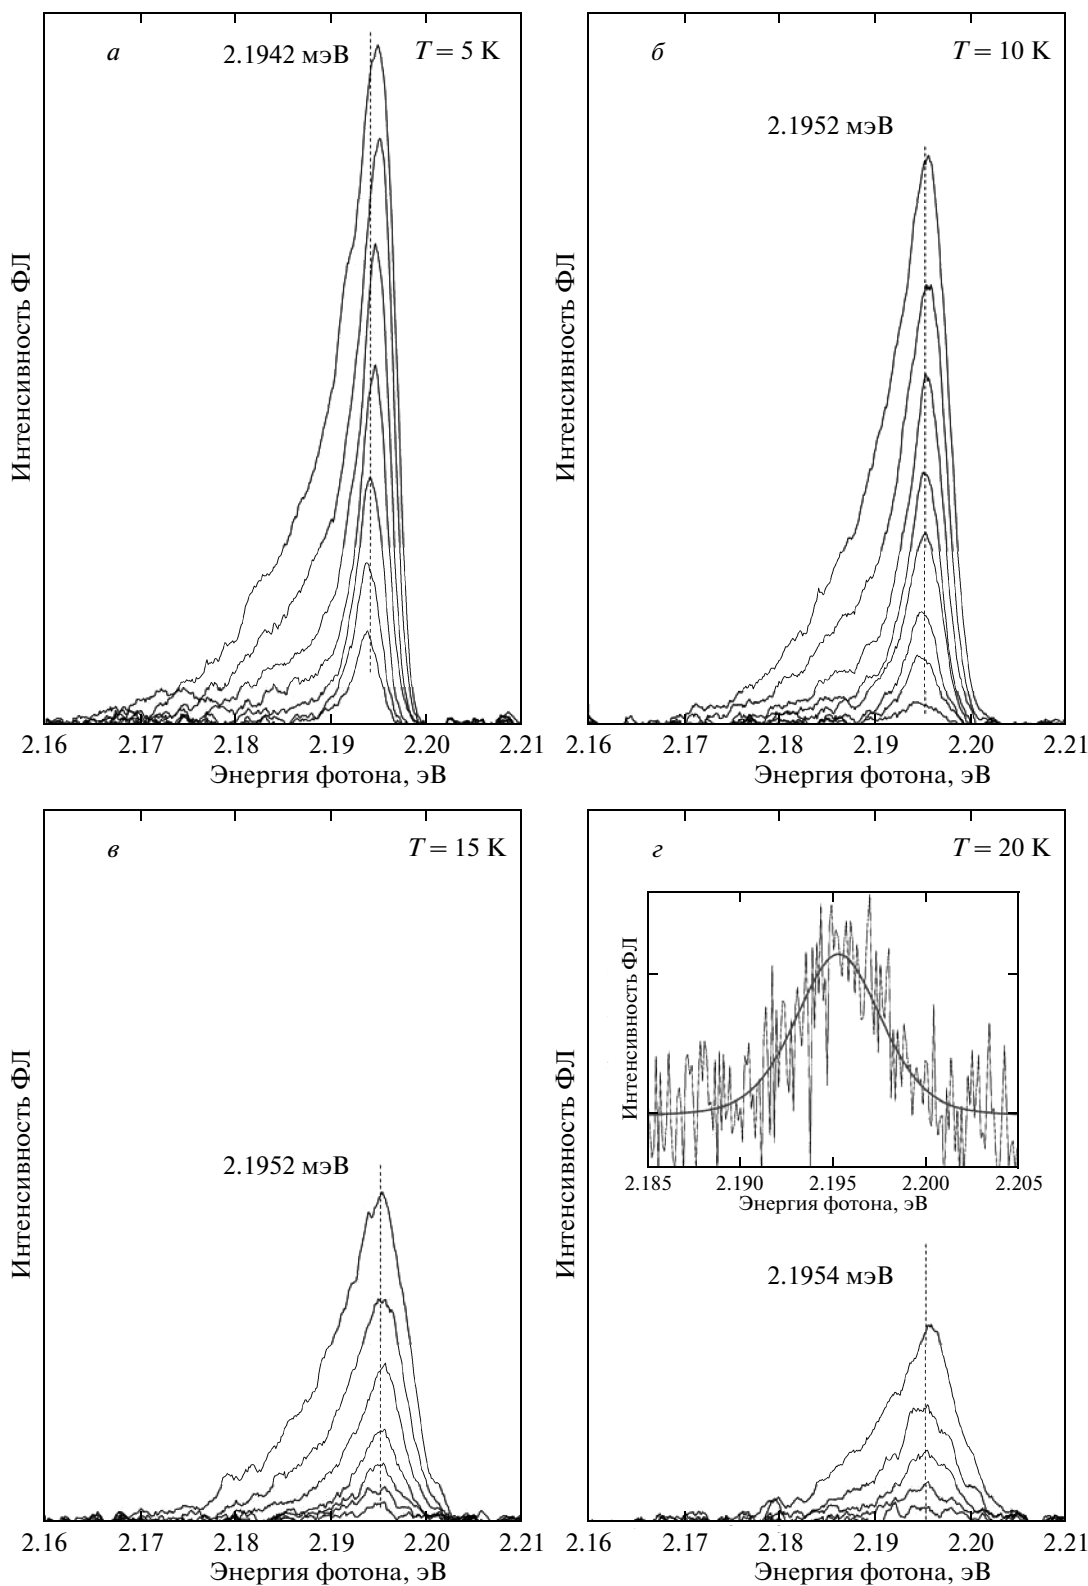 а
2.1942 мэВ
T = 5 K
Интенсивность ФЛ
2.16 2.17 2.18 2.19 2.20 2.21
Энергия фотона, эВ
б
T = 10 K
2.1952 мэВ
Интенсивность ФЛ
2.16 2.17 2.18 2.19 2.20 2.21
Энергия фотона, эВ
в
T = 15 K
2.1952 мэВ
Интенсивность ФЛ
2.16 2.17 2.18 2.19 2.20 2.21
Энергия фотона, эВ
г
T = 20 K
Интенсивность ФЛ
2.185 2.190 2.195 2.200 2.205
Энергия фотона, эВ
2.1954 мэВ
Интенсивность ФЛ
2.16 2.17 2.18 2.19 2.20 2.21
Энергия фотона, эВ